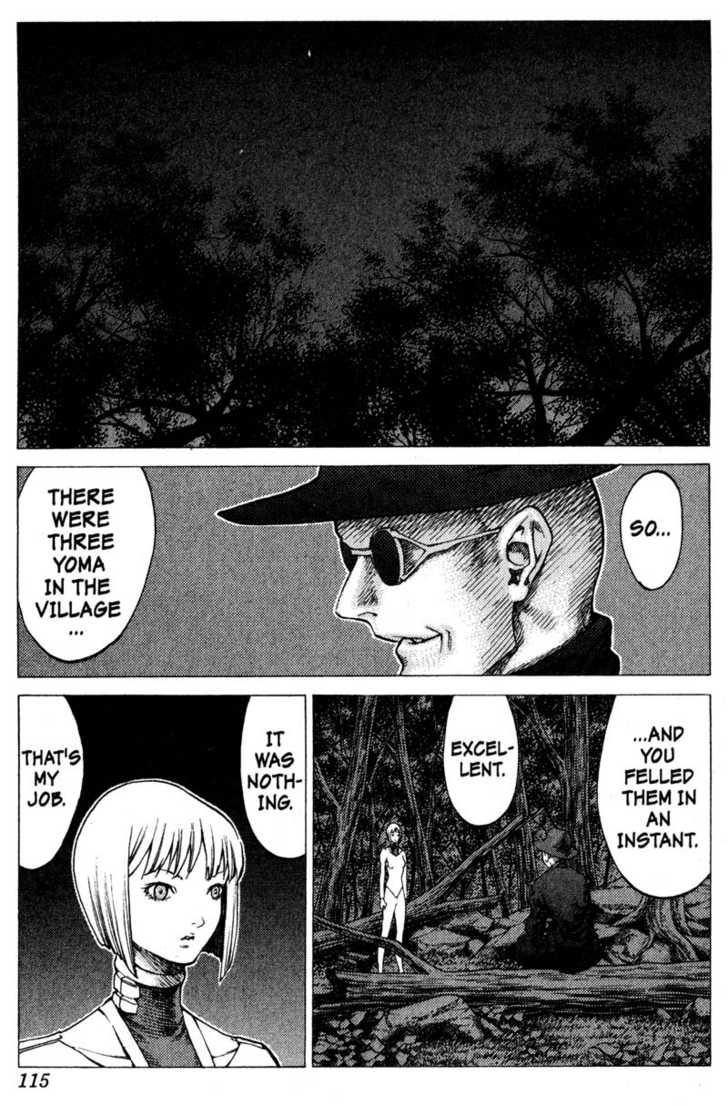 SO...
THERE
WERE
THREE
YOMA
IN THE
VILLAGE
...
...AND
YOU
FELLED
THEM IN
AN
INSTANT.
EXCEL-
LENT.
IT
WAS
NOTH-
ING.
THAT'S
MY
JOB.
115